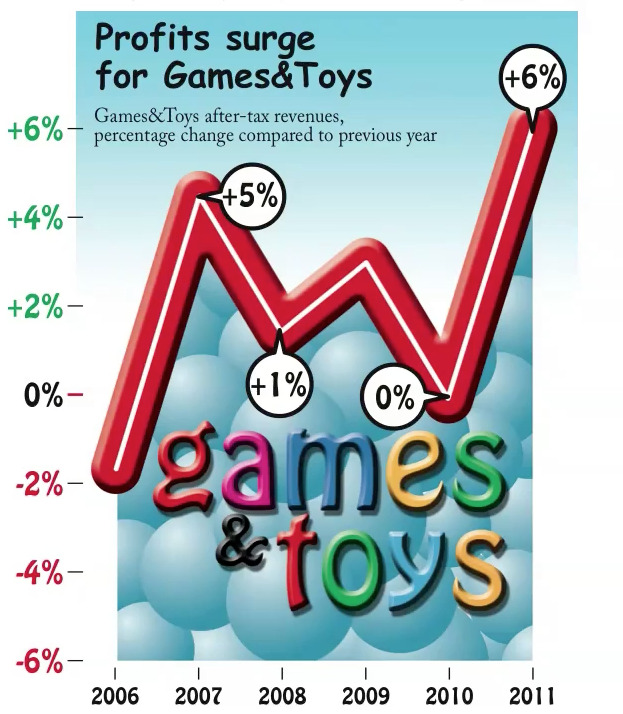 Profits surge
for Games&Toys
Games&Toys after-tax revenues,
percentage change compared to previous year
+6%
+6%
+5%
+4%
+2%
+1%
0%
0%
-2%
-4%
-6%
games
&toys
2006 2007 2008 2009 2010 2011